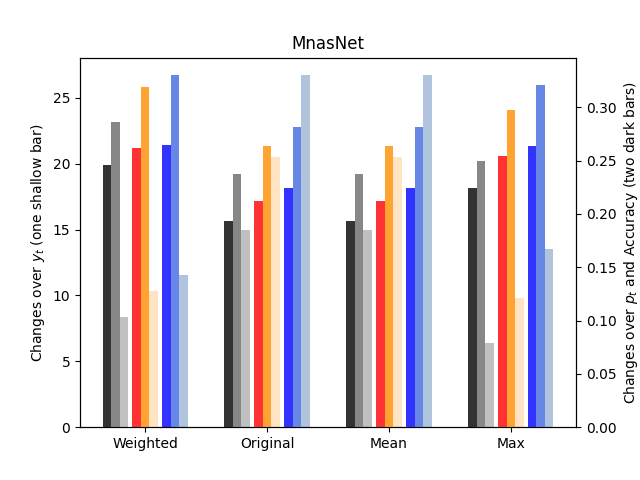 MnasNet
Changes over y_t (one shallow bar)
25
20
15
10
5
0
0.30
0.25
0.20
0.15
0.10
0.05
0.00
Changes over p_t and Accuracy (two dark bars)
Weighted
Original
Mean
Max